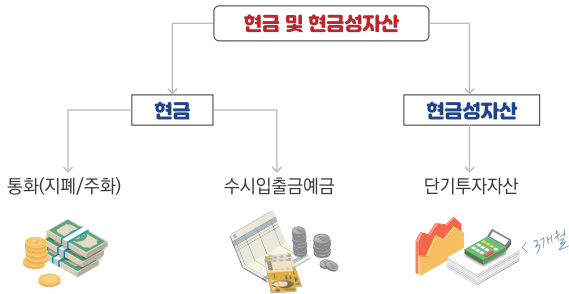 현금 및 현금성자산
현금
현금성자산
통화(지폐/주화)
수시입출금예금
단기투자자산
< 3개월